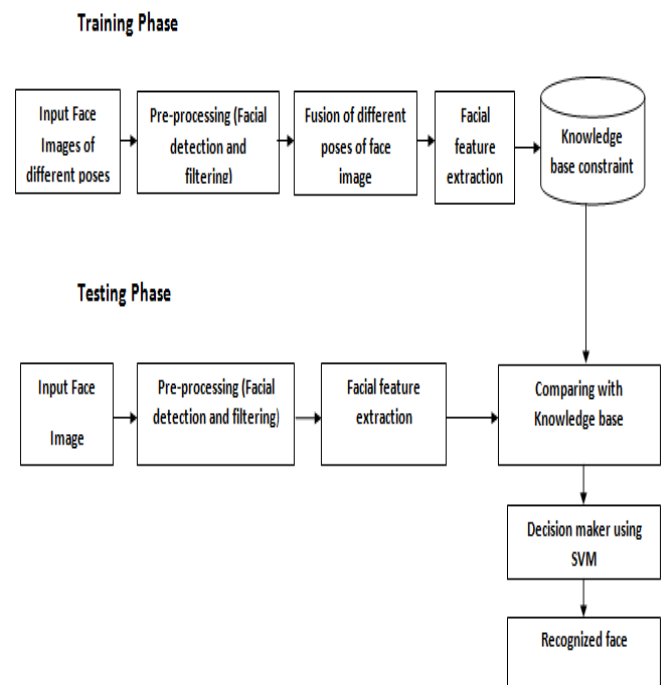 Training Phase
Input Face
Images of
different poses
Pre-processing (Facial
detection and
filtering)
Fusion of different
poses of face
image
Facial
feature
extraction
Knowledge
base constraint
Testing Phase
Input Face
Image
Pre-processing (Facial
detection and filtering)
Facial feature
extraction
Comparing with
Knowledge base
Decision maker using
SVM
Recognized face